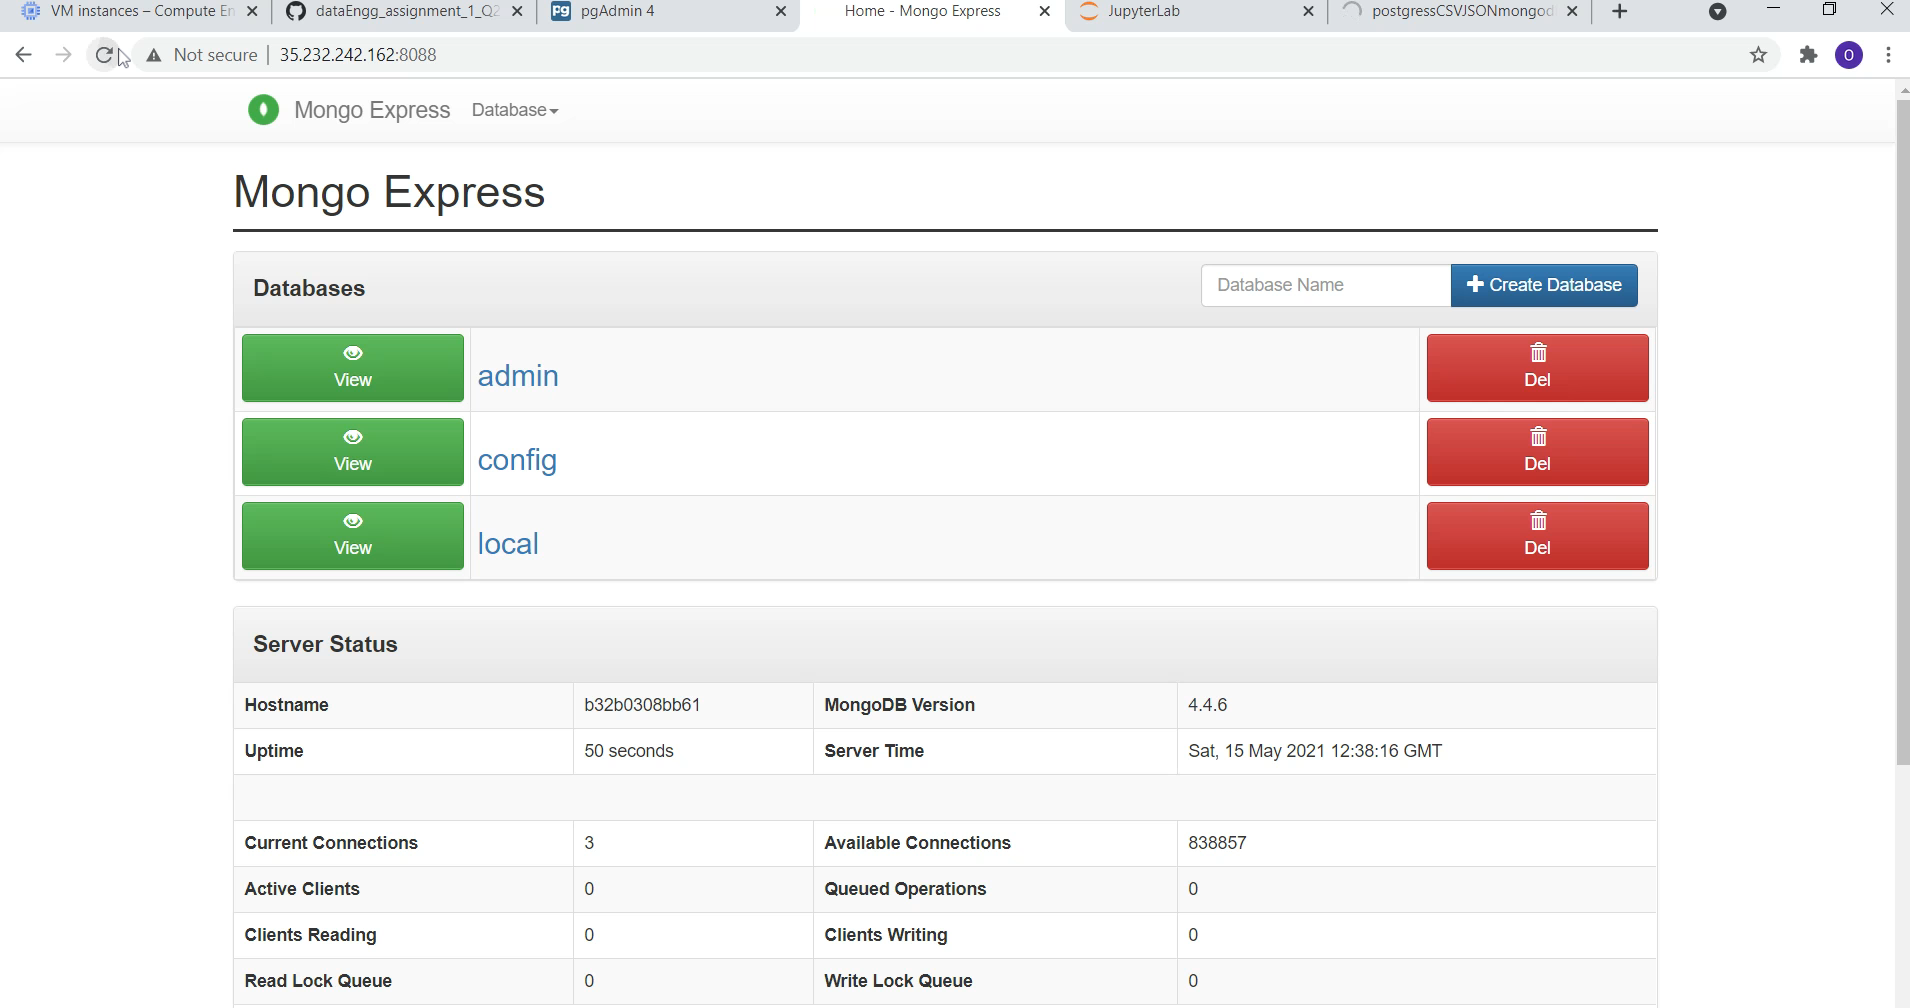 VM instances – Compute En
dataEngg_assignment_1_Q2
pgAdmin 4
Home - Mongo Express
JupyterLab
postgressCSVJSONmongod
Not secure | 35.232.242.162:8088
O
Mongo Express Database
Mongo Express
Databases
Database Name
Create Database
View admin Del
View config Del
View local Del
Server Status
Hostname b32b0308bb61 MongoDB Version 4.4.6
Uptime 50 seconds Server Time Sat, 15 May 2021 12:38:16 GMT
Current Connections 3 Available Connections 838857
Active Clients 0 Queued Operations 0
Clients Reading 0 Clients Writing 0
Read Lock Queue 0 Write Lock Queue 0